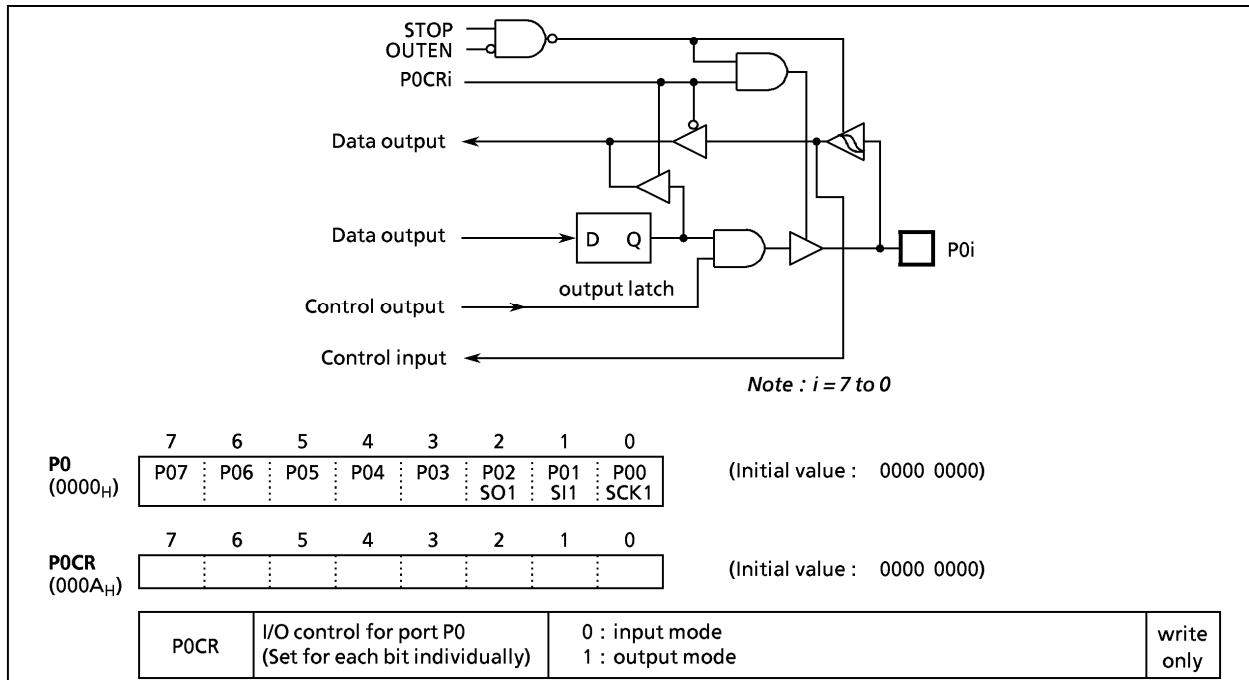 STOP
OUTEN
P0CRi
Data output
Data output
D Q
P0i
output latch
Control output
Control input
Note : i = 7 to 0
7 6 5 4 3 2 1 0
P0
(0000H)
P07 P06 P05 P04 P03 P02 P01 P00
SO1 SI1 SCK1
(Initial value : 0000 0000)
7 6 5 4 3 2 1 0
P0CR
(000AH)
(Initial value : 0000 0000)
P0CR
I/O control for port P0
(Set for each bit individually)
0 : input mode
1 : output mode
write
only